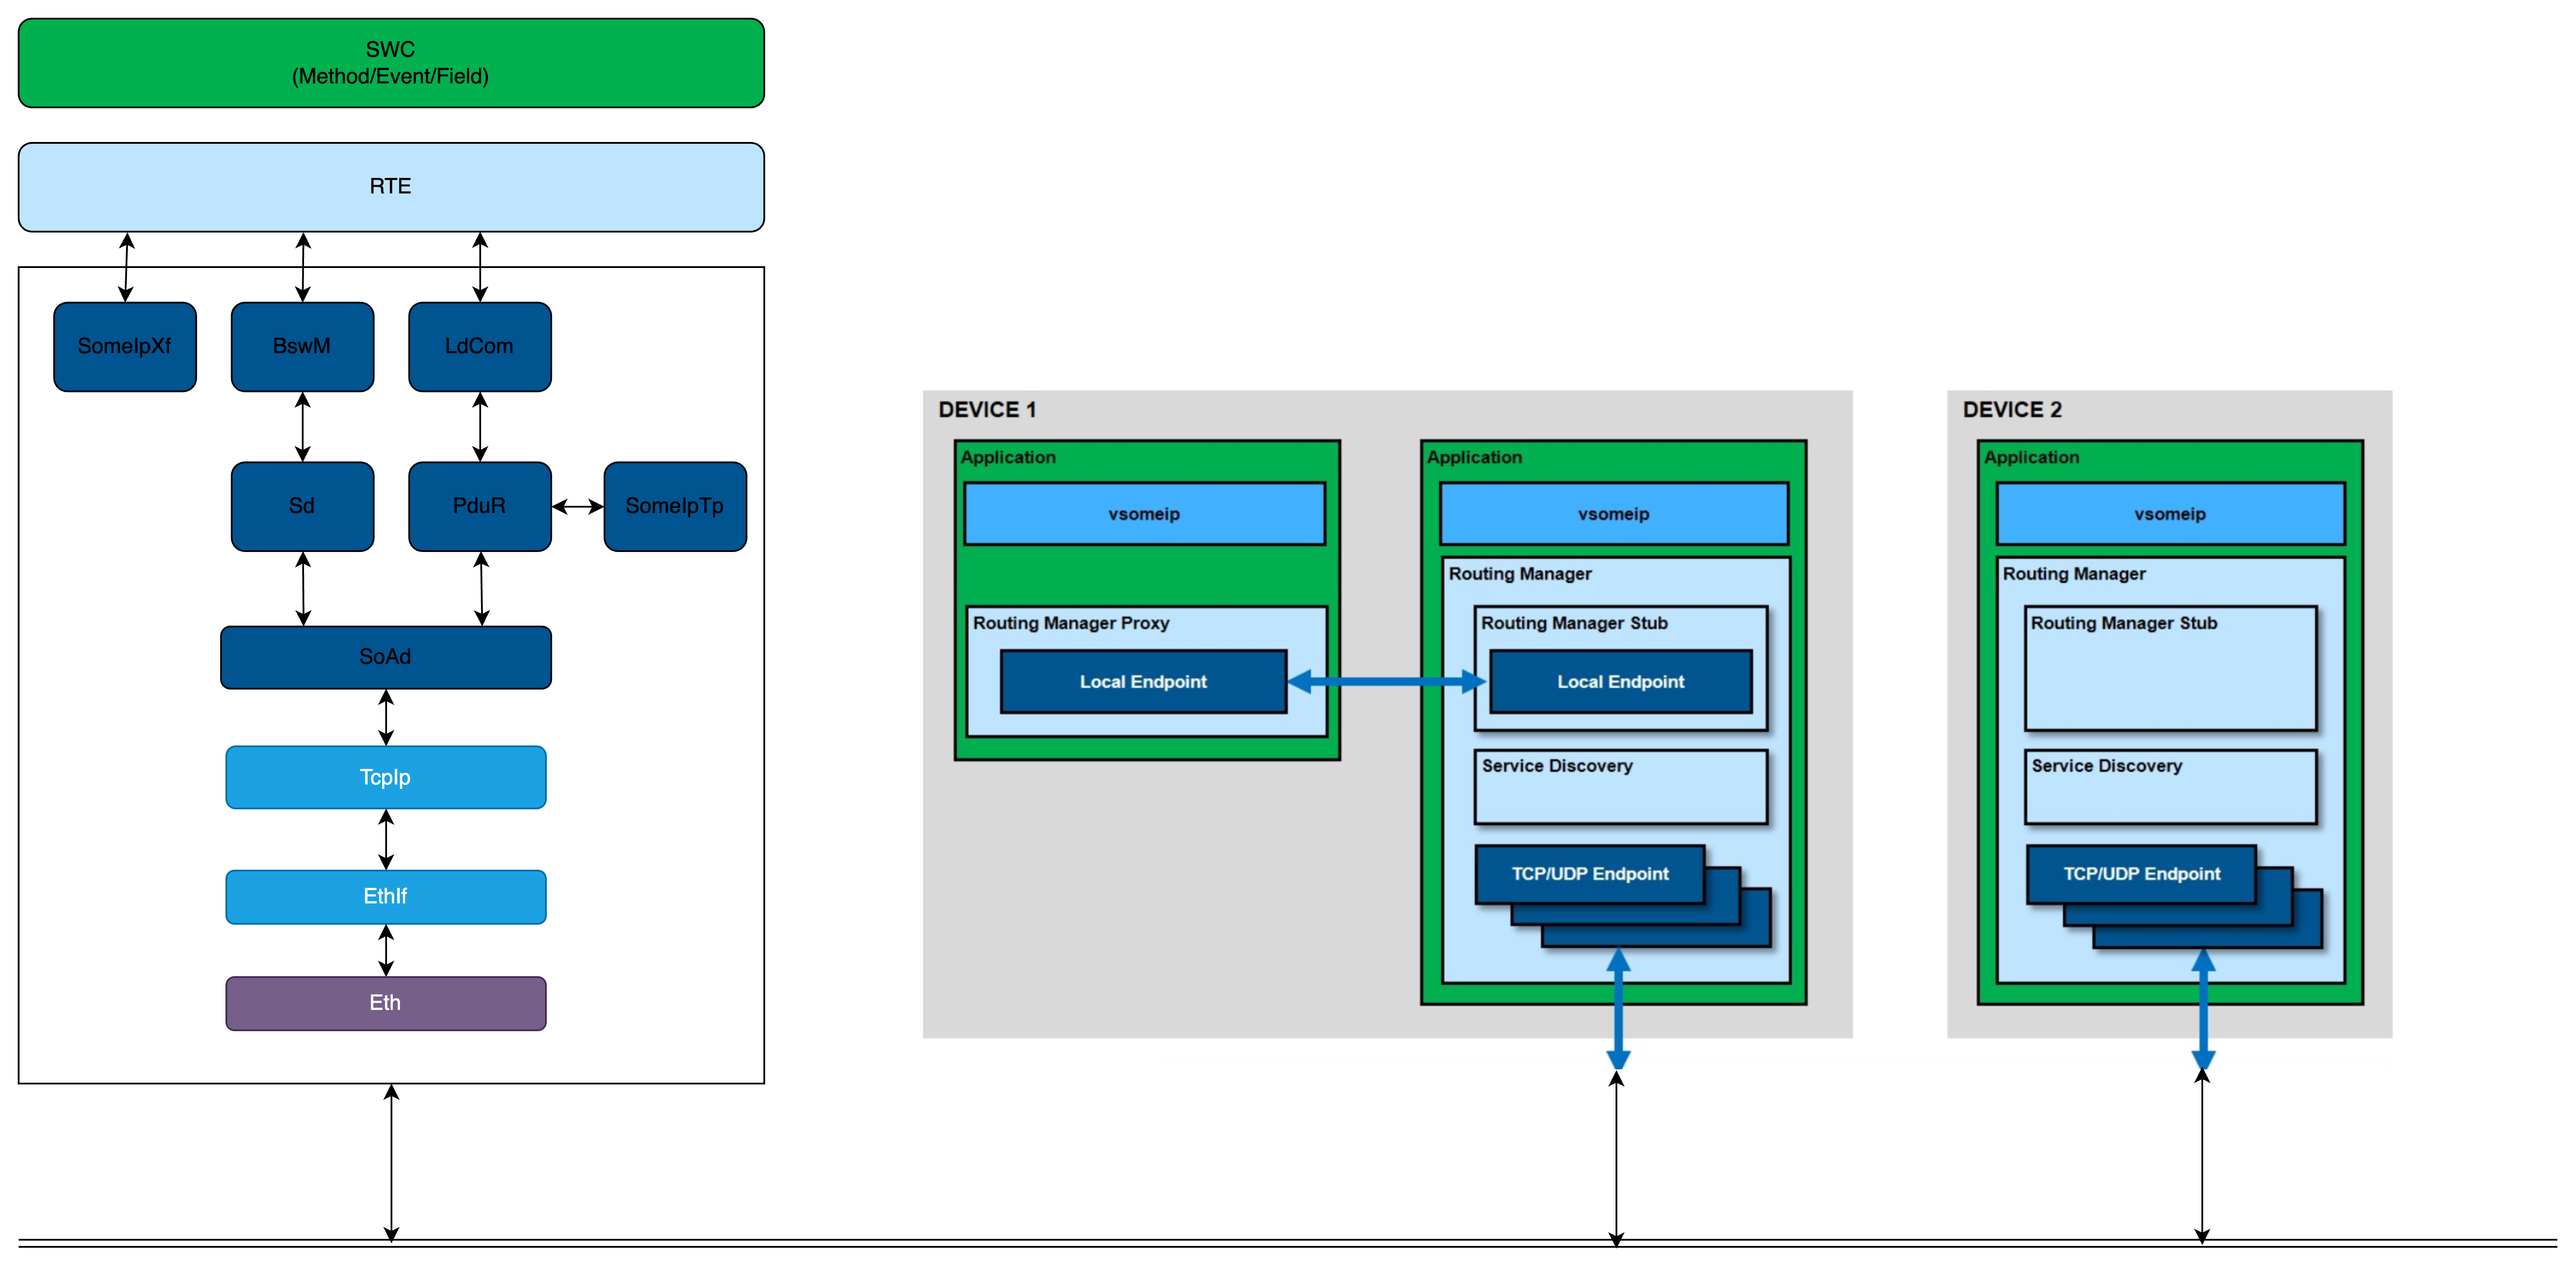 SWC
(Method/Event/Field)
RTE
SomeIpXf
BswM
LdCom
Sd
PduR
SomeIpTp
SoAd
TcpIp
EthIf
Eth
DEVICE 1
Application
vsomeip
Routing Manager Proxy
Local Endpoint
Application
vsomeip
Routing Manager
Routing Manager Stub
Local Endpoint
Service Discovery
TCP/UDP Endpoint
DEVICE 2
Application
vsomeip
Routing Manager
Routing Manager Stub
Service Discovery
TCP/UDP Endpoint